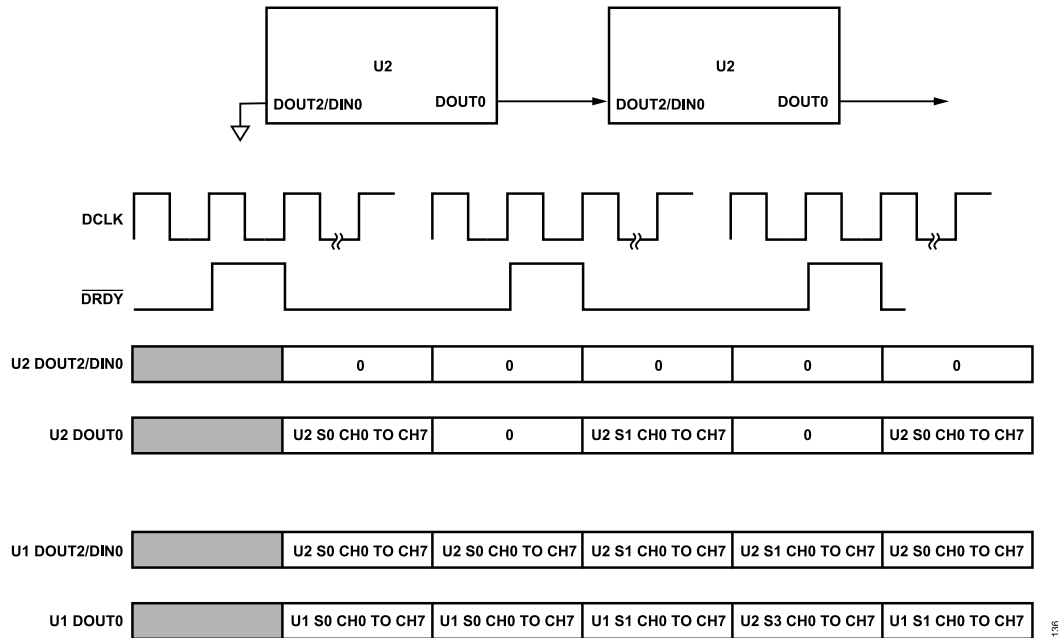 U2
U2
DOUT2/DIN0
DOUT0
DOUT2/DIN0
DOUT0
DCLK
DRDY
U2 DOUT2/DIN0
0
0
0
0
0
U2 DOUT0
U2 S0 CH0 TO CH7
0
U2 S1 CH0 TO CH7
0
U2 S0 CH0 TO CH7
U1 DOUT2/DIN0
U2 S0 CH0 TO CH7
U2 S0 CH0 TO CH7
U2 S1 CH0 TO CH7
U2 S1 CH0 TO CH7
U2 S0 CH0 TO CH7
U1 DOUT0
U1 S0 CH0 TO CH7
U1 S0 CH0 TO CH7
U1 S1 CH0 TO CH7
U2 S3 CH0 TO CH7
U1 S1 CH0 TO CH7
136